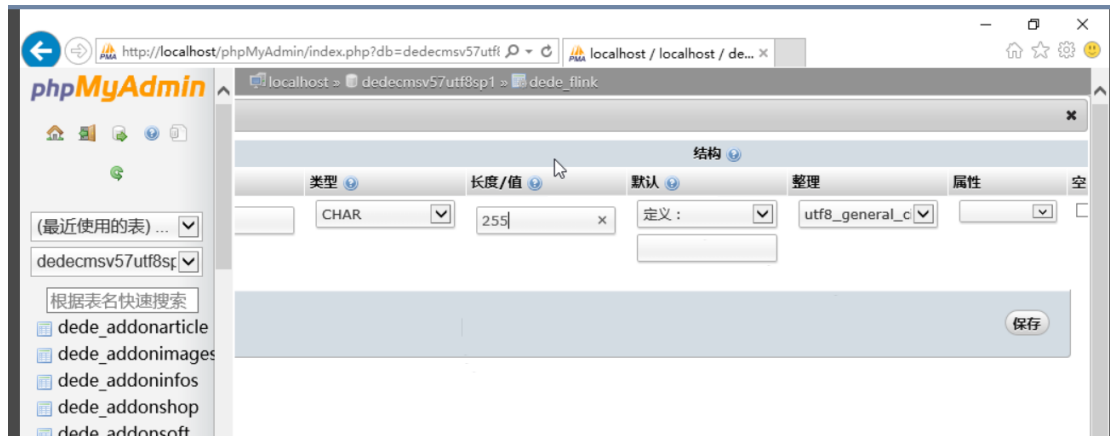 http://localhost/phpMyAdmin/index.php?db=dedecmsv57utf8
localhost / localhost / de...
phpMyAdmin
localhost » dedecmsv57utf8sp1 » dede_flink
结构
类型 长度/值 默认 整理 属性 空
CHAR 255 定义： utf8_general_c
(最近使用的表) ...
dedecmsv57utf8sp
根据表名快速搜索
保存
dede_addonarticle
dede_addonimages
dede_addoninfos
dede_addonshop
dede_addonsoft